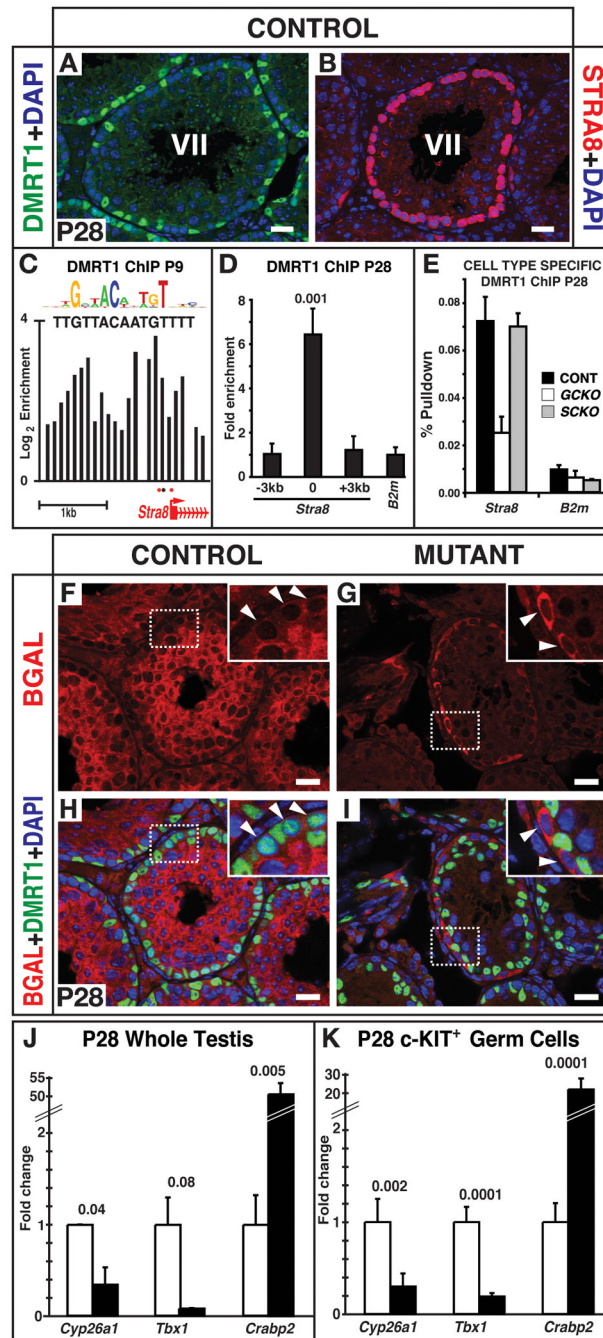 CONTROL
DMRT1+DAPI
A
VII
P28
B
VII
STRA8+DAPI
C
DMRT1 ChIP P9
TTGTTACAATGTTTT
Log2 Enrichment
4
0
1kb
Stra8
D
DMRT1 ChIP P28
Fold enrichment
8
6
4
2
0
0.001
-3kb 0 +3kb
Stra8
B2m
E
CELL TYPE SPECIFIC
DMRT1 ChIP P28
% Pulldown
0.08
0.06
0.04
0.02
0.00
CONT
GCKO
SCKO
Stra8 B2m
CONTROL MUTANT
BGAL
F
G
BGAL+DMRT1+DAPI
H
P28
I
J
P28 Whole Testis
Fold change
55
50
2
1
0
0.04
0.08
0.005
Cyp26a1 Tbx1 Crabp2
K
P28 c-KIT+ Germ Cells
Fold change
30
20
2
1
0
0.002
0.0001
0.0001
Cyp26a1 Tbx1 Crabp2